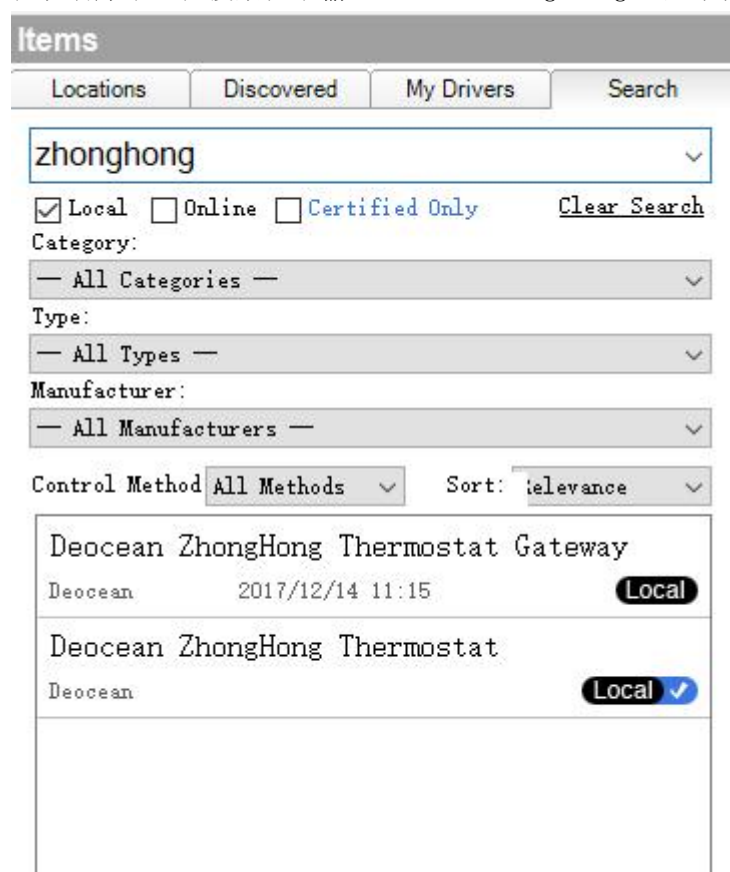 Items
Locations Discovered My Drivers Search
zhonghong
Local Online Certified Only Clear Search
Category:
— All Categories —
Type:
— All Types —
Manufacturer:
— All Manufacturers —
Control Method All Methods Sort: Relevance
Deocean ZhongHong Thermostat Gateway
Deocean 2017/12/14 11:15 Local
Deocean ZhongHong Thermostat
Deocean Local